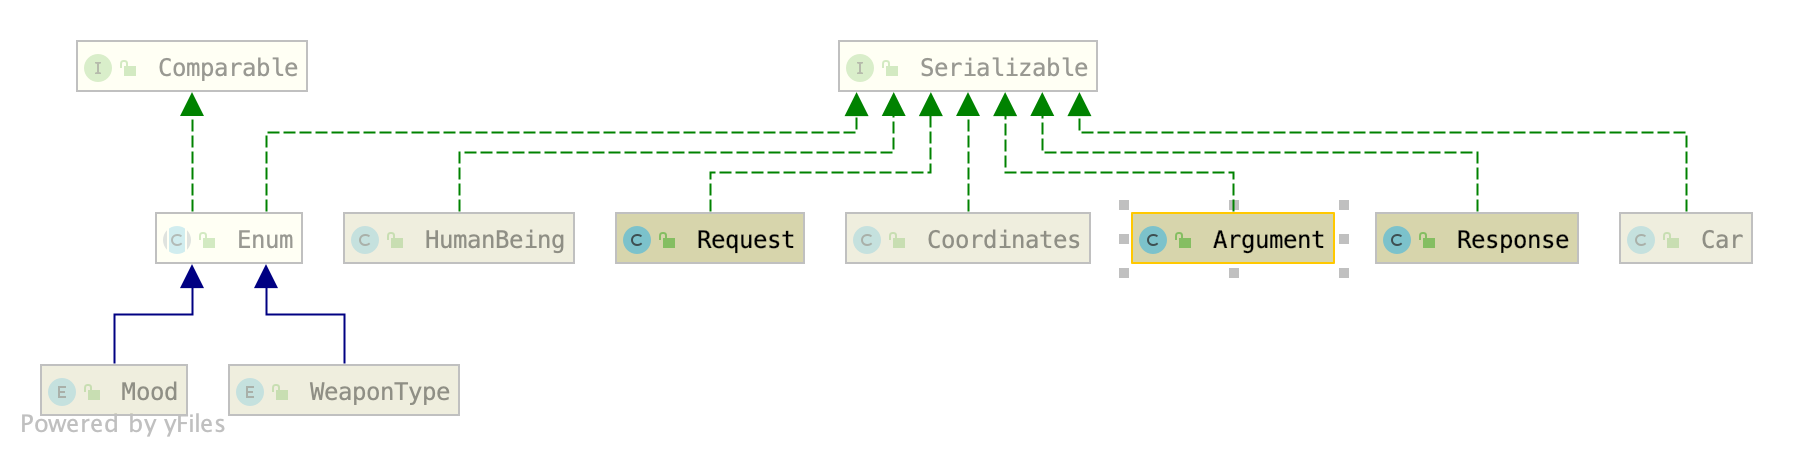 I Comparable
I Serializable
C Enum
C HumanBeing
C Request
C Coordinates
C Argument
C Response
C Car
E Mood
E WeaponType
Powered by yFiles